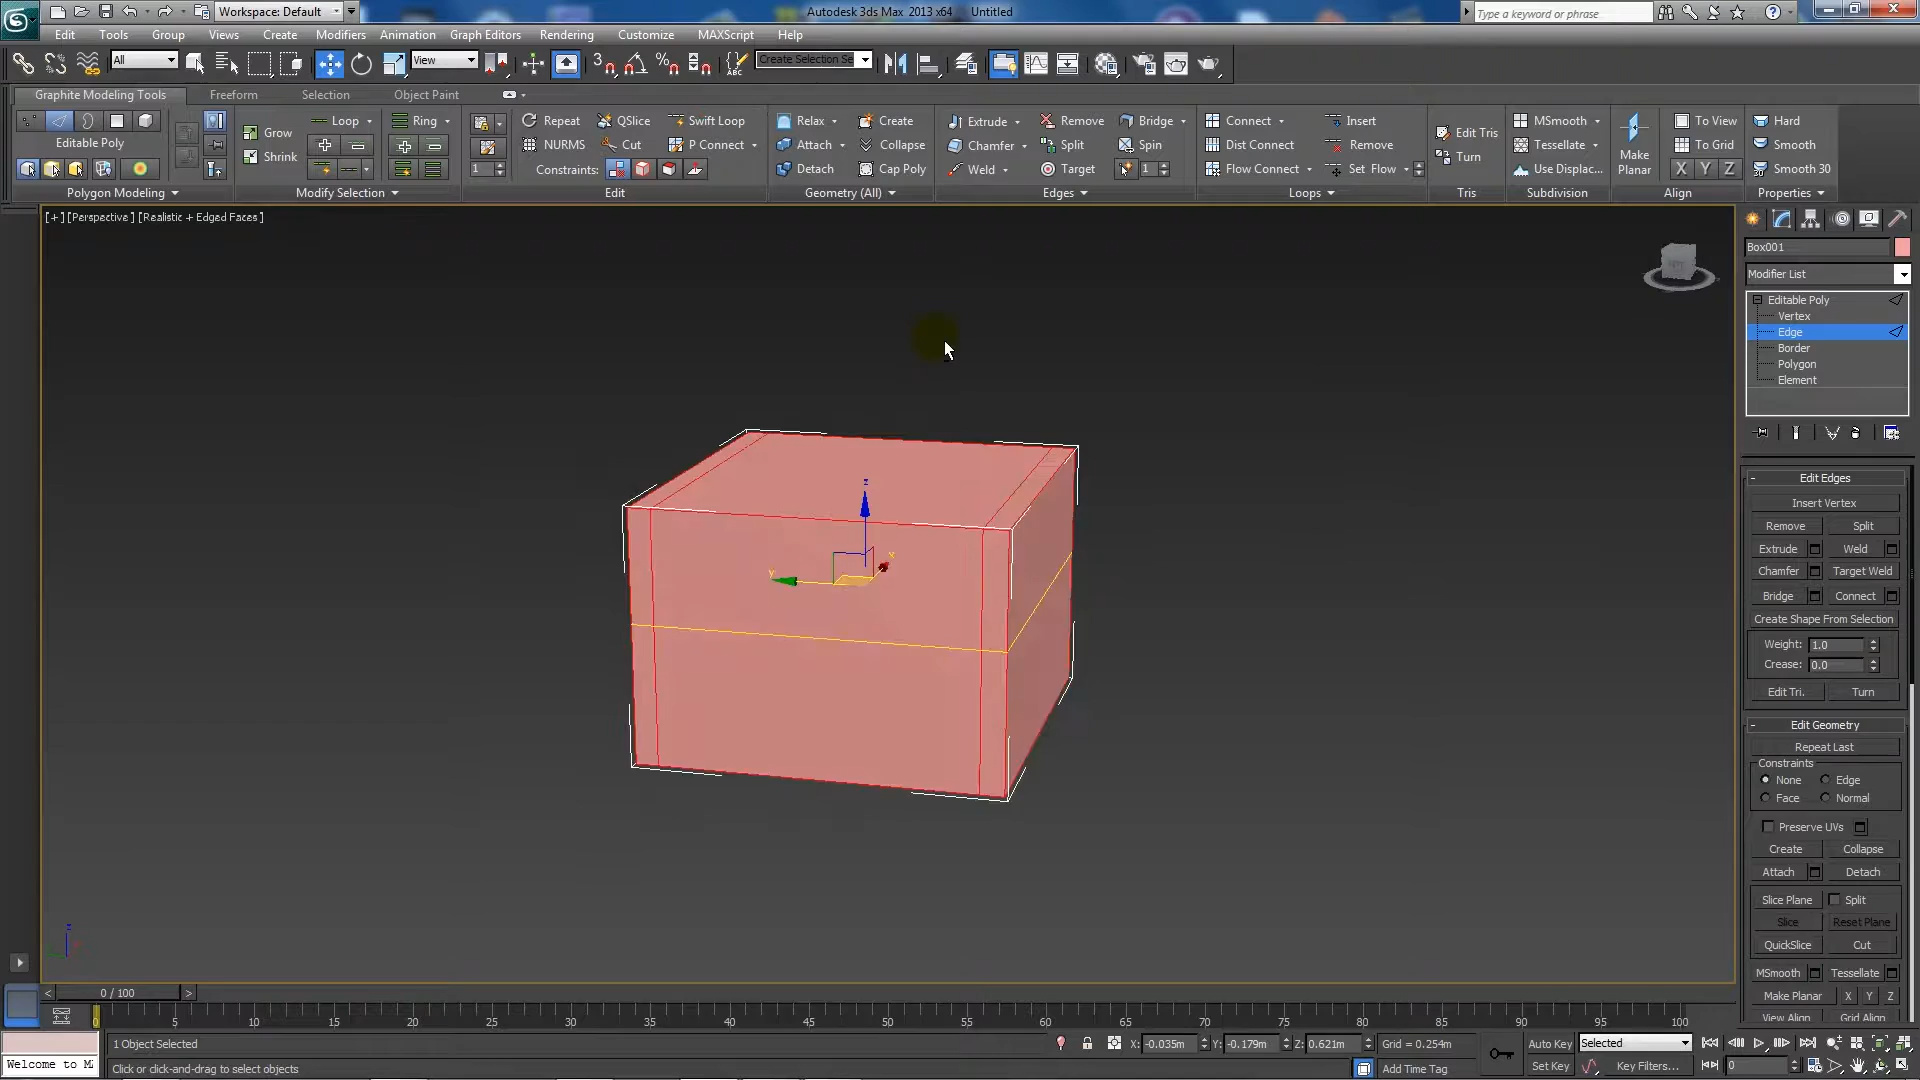 Workspace: Default
Autodesk 3ds Max 2013 x64 Untitled
Type a keyword or phrase
Edit Tools Group Views Create Modifiers Animation Graph Editors Rendering Customize MAXScript Help
All View 3 ABC Create Selection Se
Graphite Modeling Tools Freeform Selection Object Paint
Loop Ring Repeat QSlice Swift Loop Relax Create Extrude Remove Bridge Connect Insert MSmooth To View Hard
Grow
Editable Poly NURMS Cut P Connect Attach Collapse Chamfer Split Spin Dist Connect Remove Edit Tris Tessellate To Grid Smooth
Shrink Turn Make Planar
1 Constraints: Detach Cap Poly Weld Target 1 Flow Connect Set Flow Use Displac... X Y Z Smooth 30
Polygon Modeling Modify Selection Edit Geometry (All) Edges Loops Tris Subdivision Align Properties
[+] [Perspective] [Realistic + Edged Faces]
Box001
Modifier List
Editable Poly
Vertex
Edge
Border
Polygon
Element
z
x
Y
z
Edit Edges
Insert Vertex
Remove Split
Extrude Weld
Chamfer Target Weld
Bridge Connect
Create Shape From Selection
Weight: 1.0
Crease: 0.0
Edit Tri. Turn
Edit Geometry
Repeat Last
Constraints
None Edge
Face Normal
Preserve UVs
Create Collapse
Attach Detach
Slice Plane Split
Slice Reset Plane
QuickSlice Cut
MSmooth Tessellate
Make Planar X Y Z
View Align Grid Align
< 0 / 100 >
0 5 10 15 20 25 30 35 40 45 50 55 60 65 70 75 80 85 90 95 100
1 Object Selected X: -0.035m Y: -0.179m Z: 0.621m Grid = 0.254m Auto Key Selected
Welcome to M Click or click-and-drag to select objects Add Time Tag Set Key Key Filters... 0